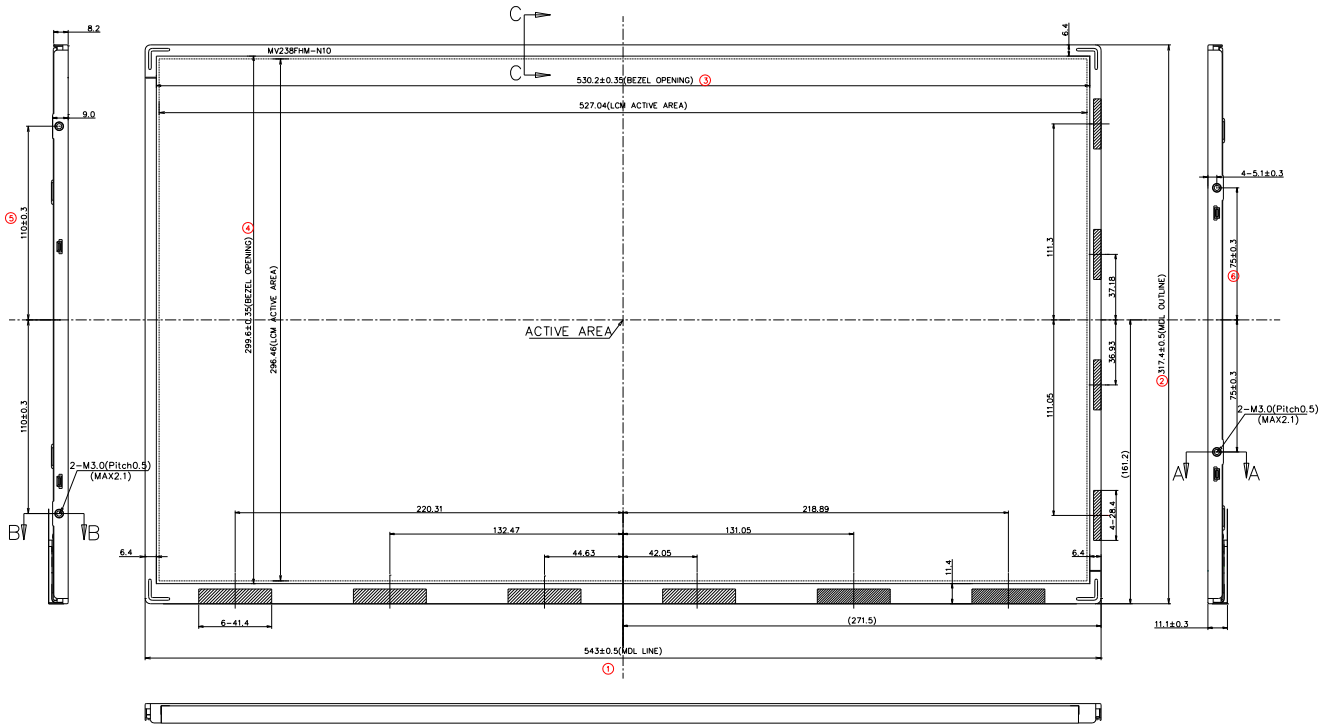 C
8.2
6.4
MV238FHM-N10
C
530.2±0.35(BEZEL OPENING) ③
527.04(LCM ACTIVE AREA)
9.0
4-5.1±0.3
⑤
110±0.3
④
299.6±0.35(BEZEL OPENING)
296.46(LCM ACTIVE AREA)
111.3
37.18
75±0.3
⑥
②317.4±0.5(MDL OUTLINE)
ACTIVE AREA
36.93
111.05
75±0.3
110±0.3
2-M3.0(Pitch0.5)
(MAX2.1)
2-M3.0(Pitch0.5)
(MAX2.1)
(161.2)
A A
4-28.4
220.31
218.89
B B
132.47
131.05
6.4
44.63
42.05
11.4
6.4
6-41.4
(271.5)
11.1±0.3
543±0.5(MDL LINE)
①